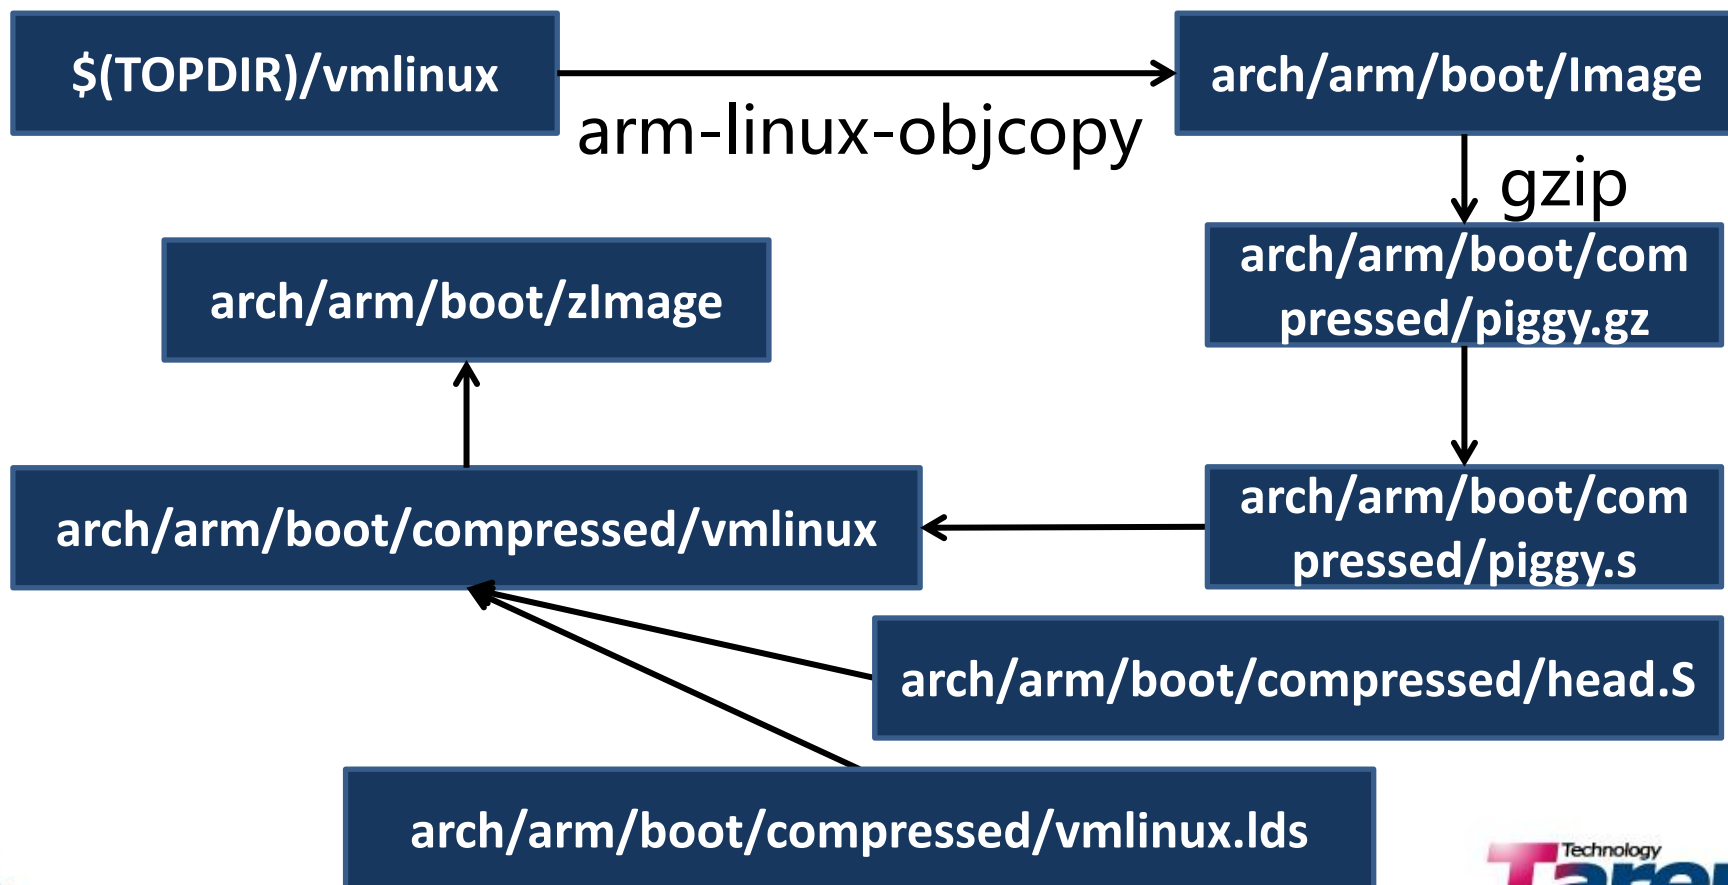 $(TOPDIR)/vmlinux
arm-linux-objcopy
arch/arm/boot/Image
gzip
arch/arm/boot/com
pressed/piggy.gz
arch/arm/boot/zImage
arch/arm/boot/com
pressed/piggy.s
arch/arm/boot/compressed/vmlinux
arch/arm/boot/compressed/head.S
arch/arm/boot/compressed/vmlinux.lds
Technology